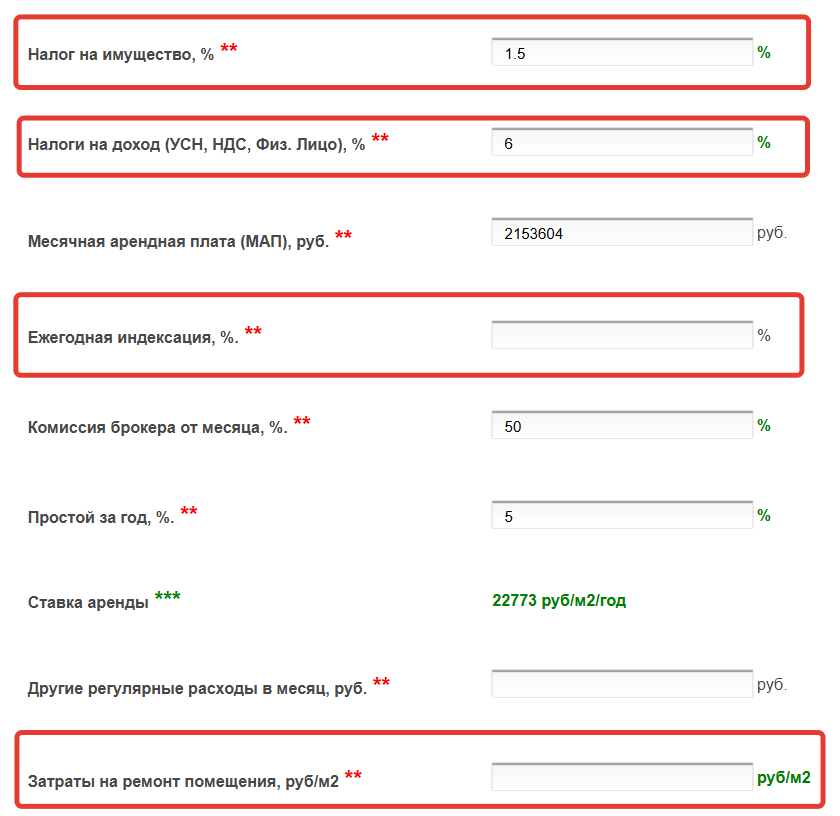 Налог на имущество, % ** 1.5 %
Налоги на доход (УСН, НДС, Физ. Лицо), % ** 6 %
Месячная арендная плата (МАП), руб. ** 2153604 руб.
Ежегодная индексация, %. ** %
Комиссия брокера от месяца, %. ** 50 %
Простой за год, %. ** 5 %
Ставка аренды *** 22773 руб/м2/год
Другие регулярные расходы в месяц, руб. ** руб.
Затраты на ремонт помещения, руб/м2 ** руб/м2